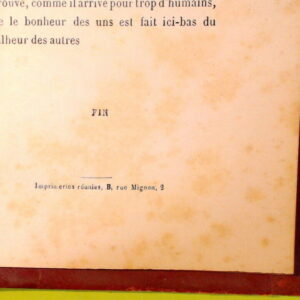 rouve, comme il arrive pour trop d'humains,
e le bonheur des uns est fait ici-bas du
lheur des autres
FIN
Imprimeries réunies, B, rue Mignon, 2